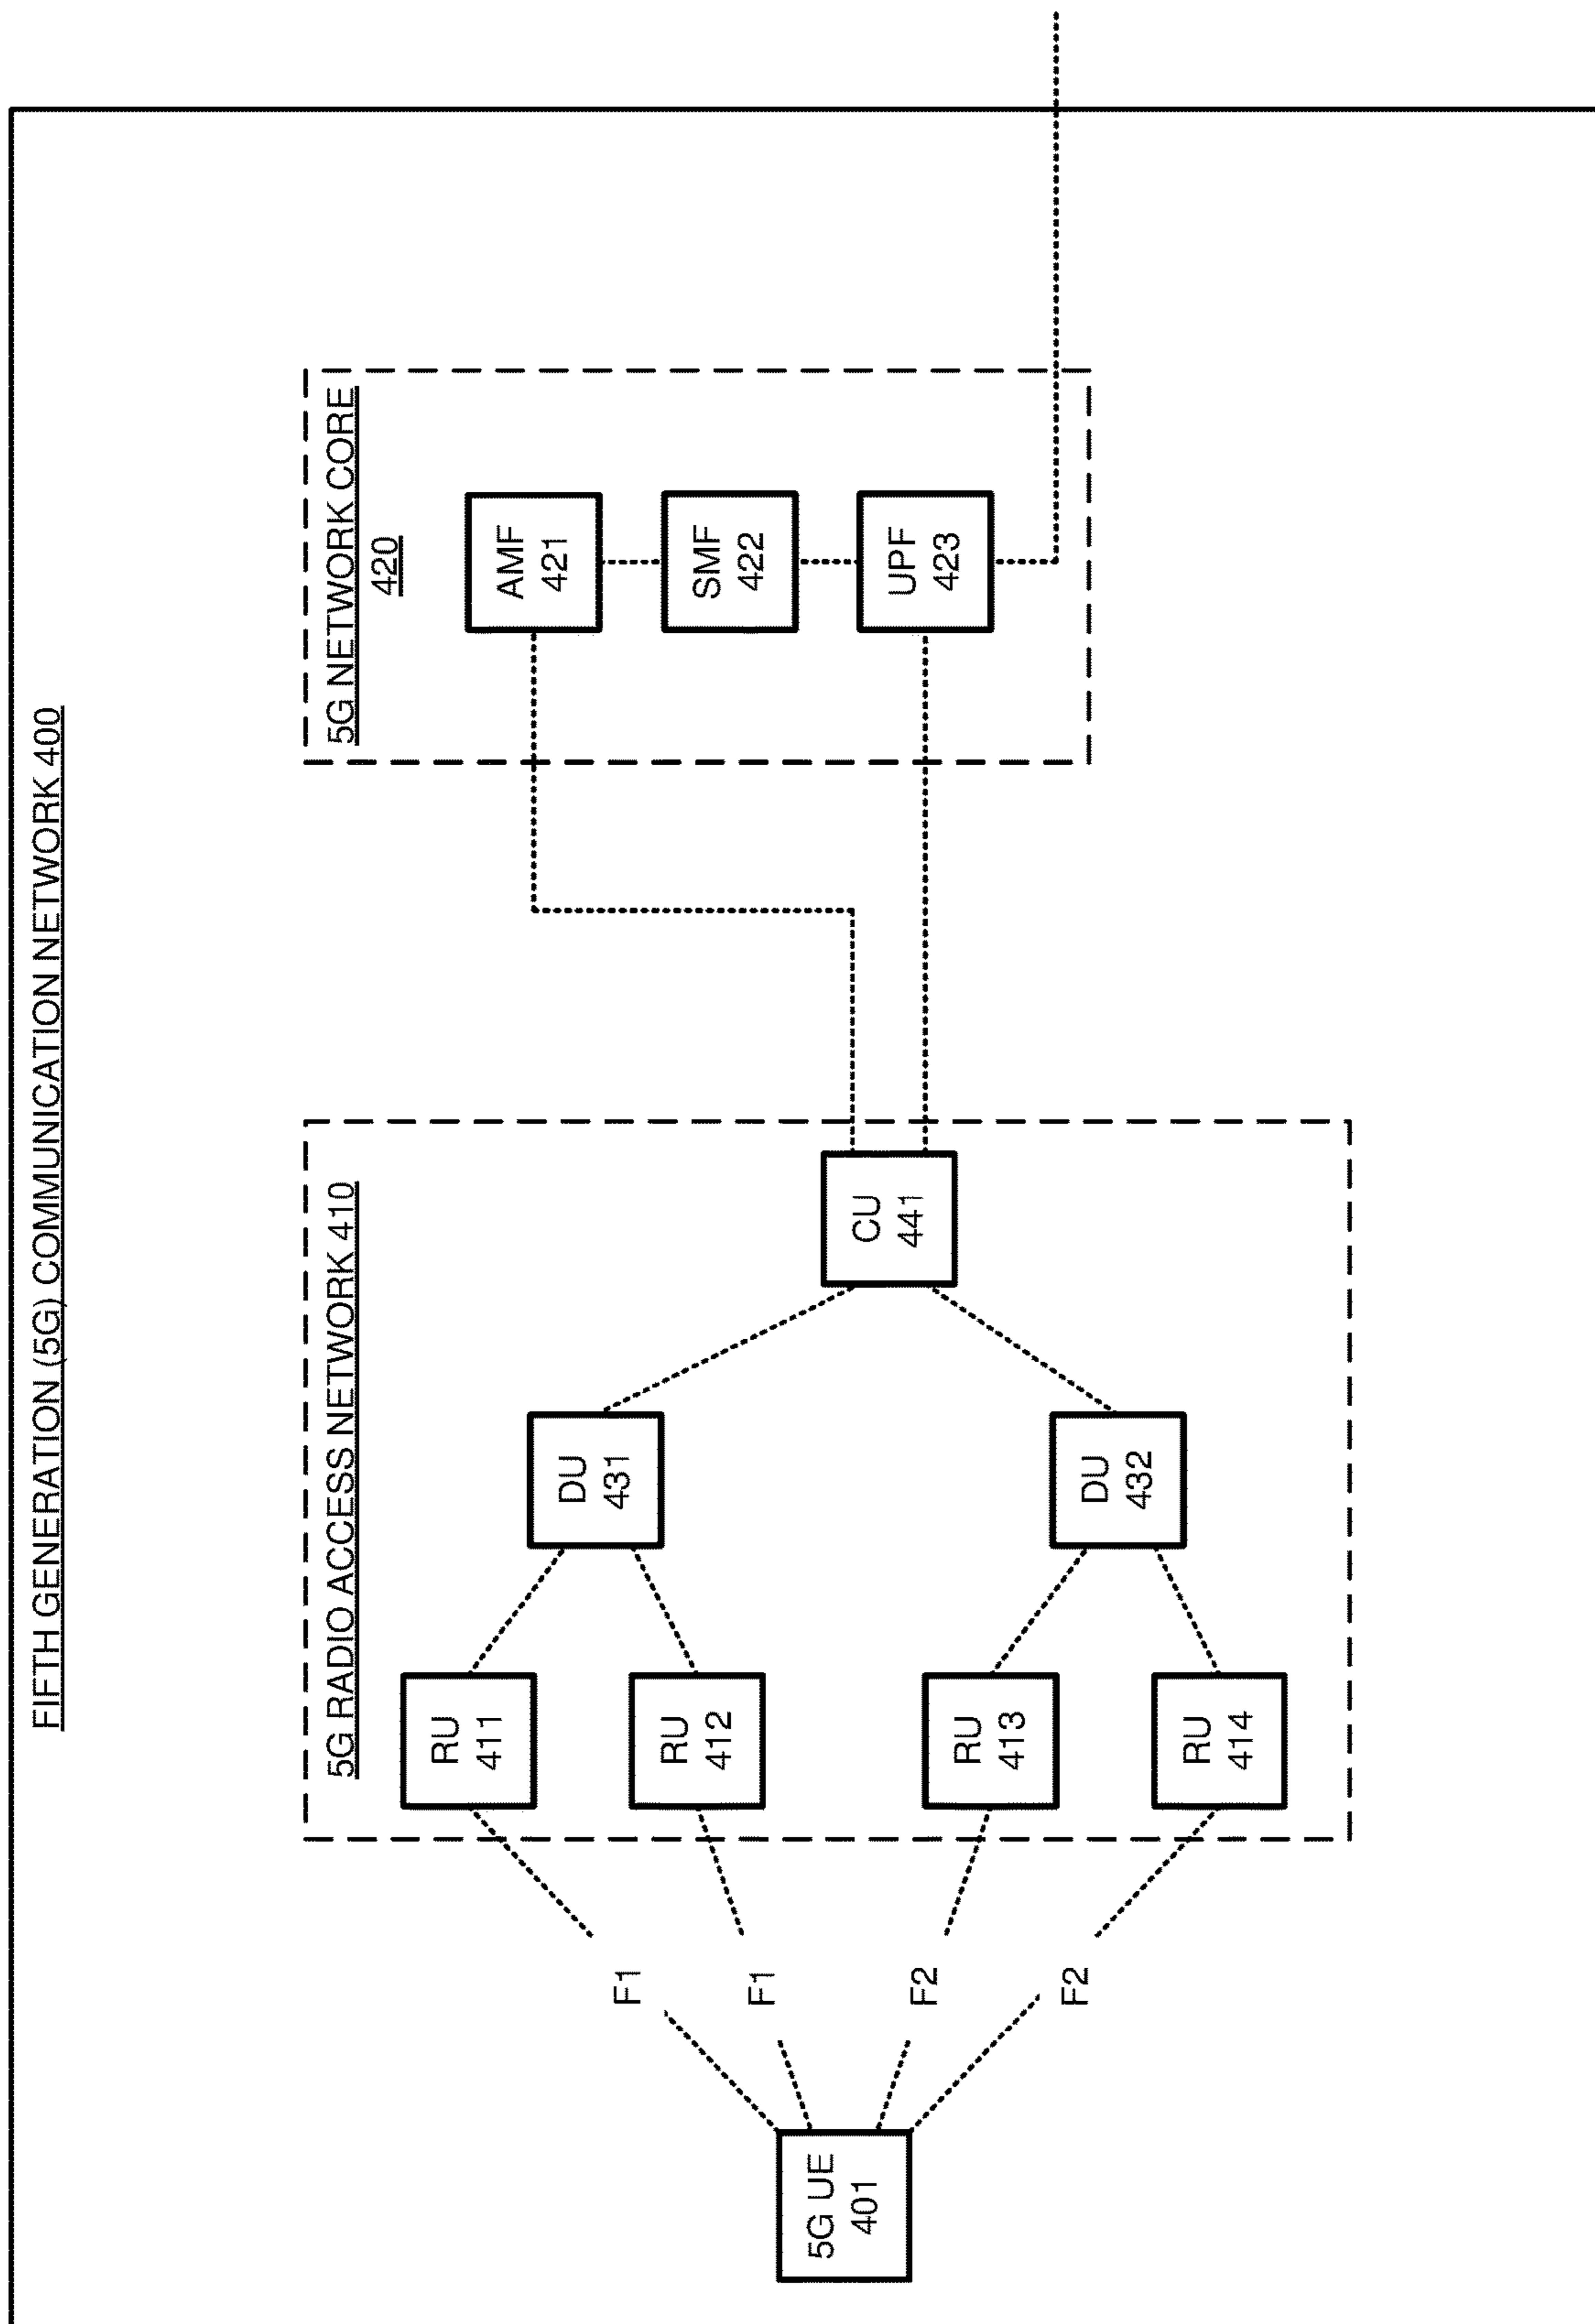 FIFTH GENERATION (5G) COMMUNICATION NETWORK 400
5G RADIO ACCESS NETWORK 410
5G NETWORK CORE
420
5G UE
401
F1
F1
F2
F2
RU
411
RU
412
RU
413
RU
414
DU
431
DU
432
CU
441
AMF
421
SMF
422
UPF
423